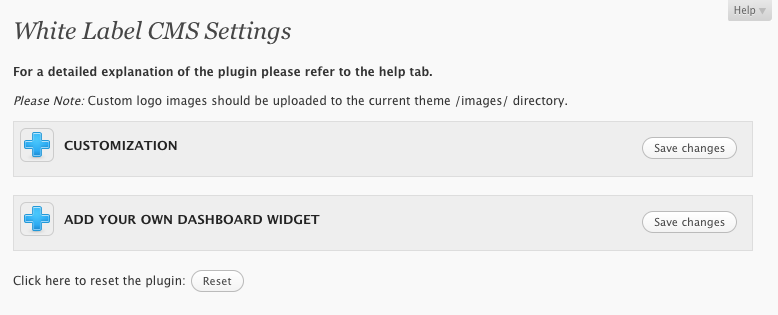 Help
White Label CMS Settings
For a detailed explanation of the plugin please refer to the help tab.
Please Note: Custom logo images should be uploaded to the current theme /images/ directory.
CUSTOMIZATION Save changes
ADD YOUR OWN DASHBOARD WIDGET Save changes
Click here to reset the plugin: Reset